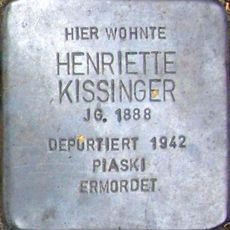 HIER WOHNTE
HENRIETTE
KISSINGER
JG. 1888
DEPORTIERT 1942
PIASKI
ERMORDET